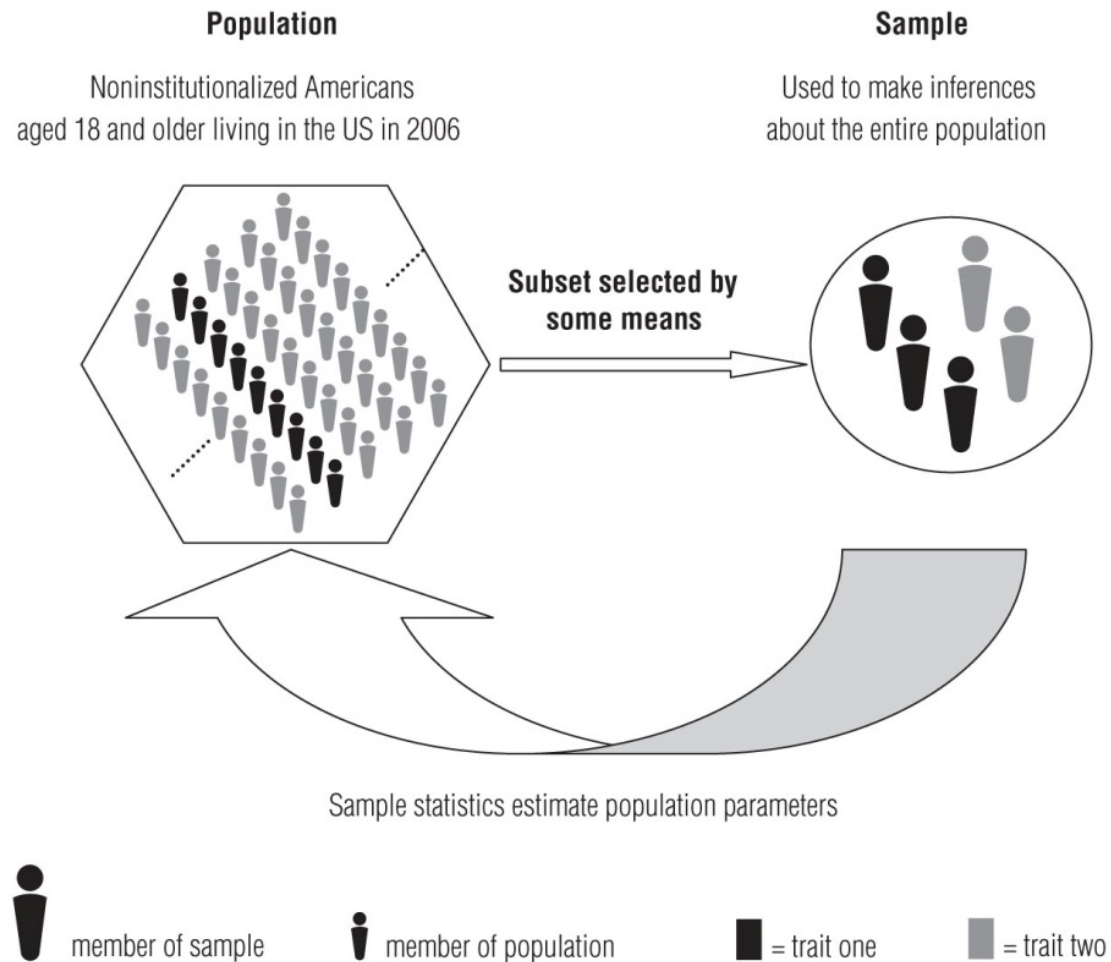 Population
Noninstitutionalized Americans
aged 18 and older living in the US in 2006
Sample
Used to make inferences
about the entire population
Subset selected by
some means
Sample statistics estimate population parameters
member of sample
member of population
= trait one
= trait two